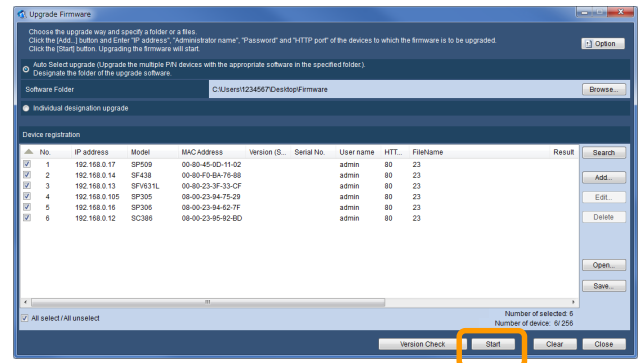 Upgrade Firmware
Choose the upgrade way and specify a folder or a files.
Click the [Add...] button and Enter "IP address", "Administrator name", "Password" and "HTTP port" of the devices to which the firmware is to be upgraded.
Click the [Start] button. Upgrading the firmware will start.
Option
Auto Select upgrade (Upgrade the multiple P/N devices with the appropriate software in the specified folder.).
Designate the folder of the upgrade software.
Software Folder C:\Users\1234567\Desktop\Firmware Browse...
Individual designation upgrade
Device registration
No. IP address Model MAC Address Version (S... Serial No. User name HTT... FileName Result Search
1 192.168.0.17 SP509 00-80-45-0D-11-02 admin 80 23
2 192.168.0.14 SF438 00-80-F0-BA-76-88 admin 80 23 Add...
3 192.168.0.13 SFV631L 00-80-23-3F-33-CF admin 80 23
4 192.168.0.105 SP305 08-00-23-94-75-29 admin 80 23 Edit...
5 192.168.0.16 SP306 08-00-23-94-62-7F admin 80 23
6 192.168.0.12 SC386 08-00-23-95-92-BD admin 80 23 Delete
Open...
Save...
All select / All unselect Number of selected: 6
Number of device: 6/ 256
Version Check Start Clear Close